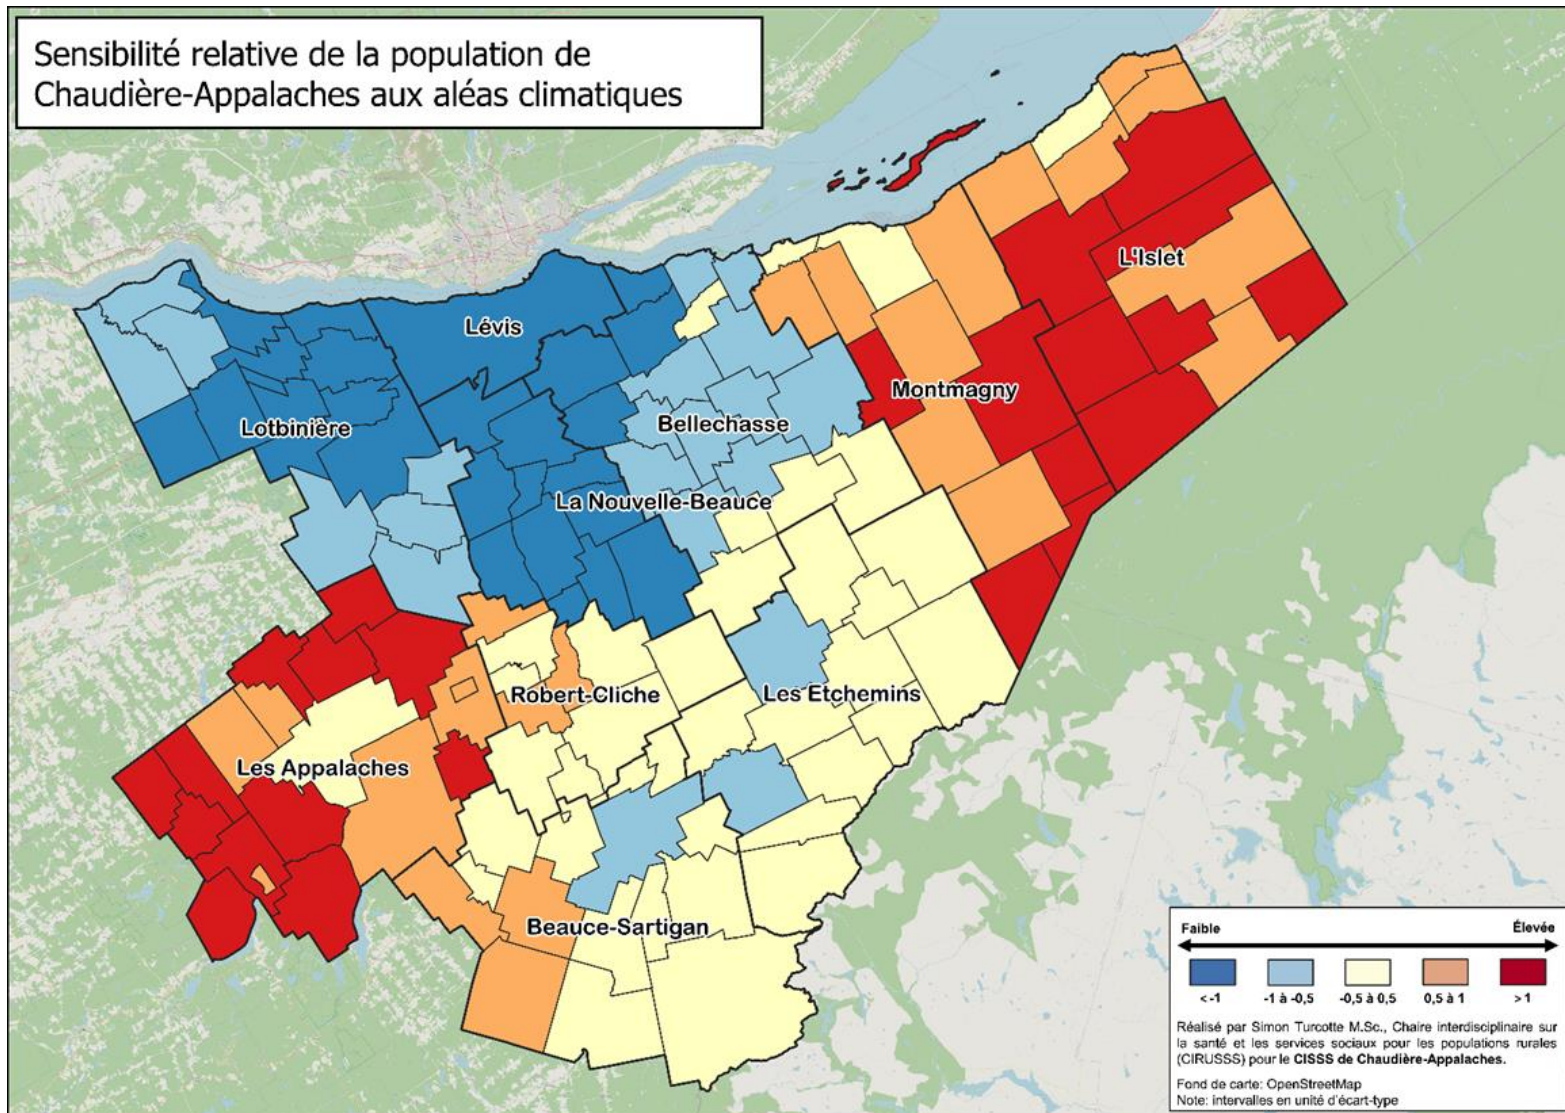 Sensibilité relative de la population de
Chaudière-Appalaches aux aléas climatiques
L'Islet
Lévis
Montmagny
Lotbinière
Bellechasse
La Nouvelle-Beauce
Robert-Cliche
Les Etchemins
Les Appalaches
Beauce-Sartigan
Faible Élevée
< -1 -1 à -0,5 -0,5 à 0,5 0,5 à 1 > 1
Réalisé par Simon Turcotte M.Sc., Chaire interdisciplinaire sur
la santé et les services sociaux pour les populations rurales
(CIRUSSS) pour le CISSS de Chaudière-Appalaches.
Fond de carte: OpenStreetMap
Note: intervalles en unité d'écart-type